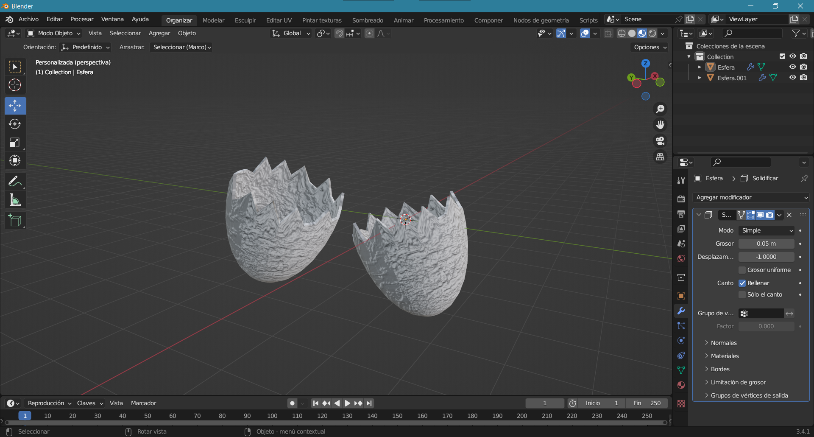 Blender
Archivo Editar Procesar Ventana Ayuda Organizar Modelar Esculpir Editar UV Pintar texturas Sombreado Animar Procesamiento Componer Nodos de geometría Scripts Scene ViewLayer
Modo Objeto Vista Seleccionar Agregar Objeto Global
Orientación: Predefinido Arrastrar: Seleccionar (Marco) Opciones
Personalizada (perspectiva)
(1) Collection | Esfera
Z
Y
X
Colecciones de la escena
Collection
Esfera
Esfera.001
Esfera Solidificar
Agregar modificador
S...
Modo Simple
Grosor 0.05 m
Desplazam... -1.0000
Grosor uniforme
Canto Rellenar
Sólo el canto
Grupo de v...
Factor 0.000
Normales
Materiales
Bordes
Limitación de grosor
Grupos de vértices de salida
Reproducción Claves Vista Marcador 1 Inicio 1 Fin 250
1 10 20 30 40 50 60 70 80 90 100 110 120 130 140 150 160 170 180 190 200 210 220 230 240 250
Seleccionar Rotar vista Objeto - menú contextual 3.4.1